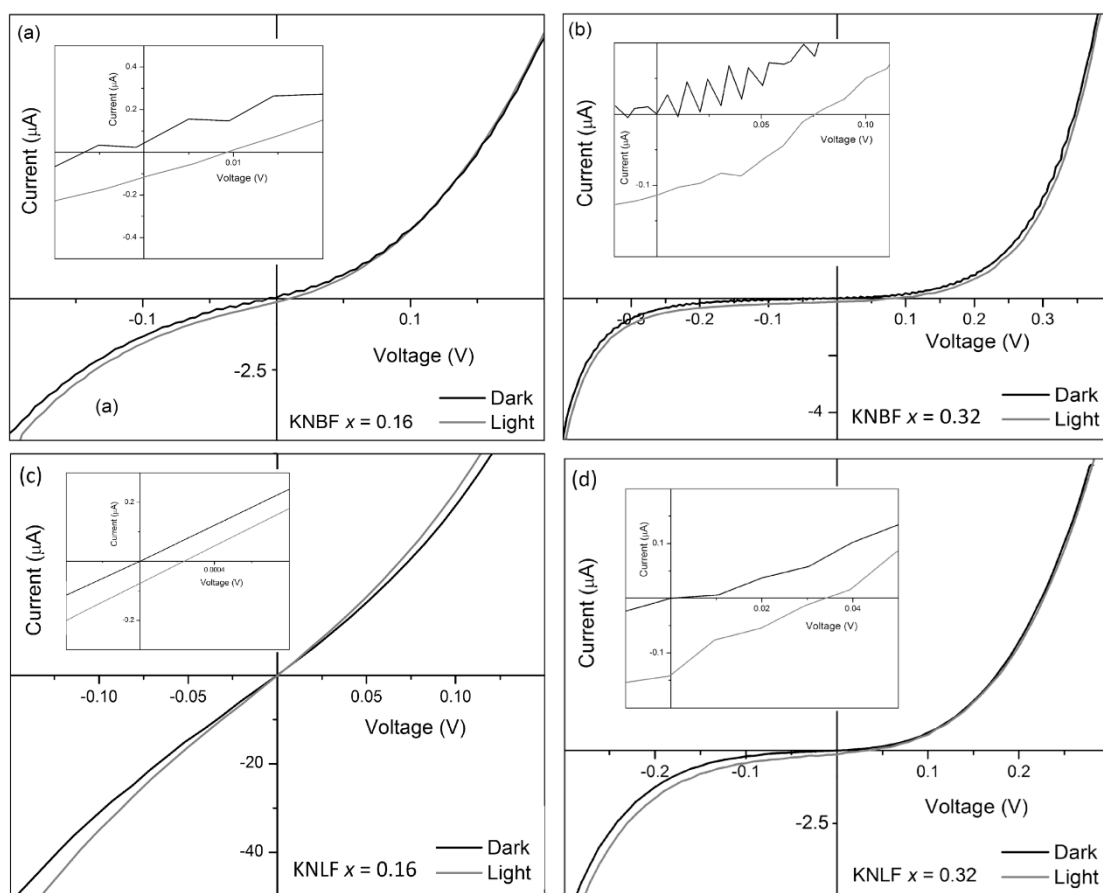 (a)
Current (µA)
Current (µA)
0.4
0.2
0.01
Voltage (V)
-0.2
-0.4
-0.1
0.1
Voltage (V)
-2.5
(a)
KNBF x = 0.16
Dark
Light
(b)
Current (µA)
0.05
0.10
Voltage (V)
Current (µA)
-0.1
-0.3
-0.2
-0.1
0.1
0.2
0.3
Voltage (V)
-4
KNBF x = 0.32
Dark
Light
(c)
Current (µA)
Current (µA)
0.2
0.0004
Voltage (V)
-0.2
-0.10
-0.05
0.05
0.10
Voltage (V)
-20
-40
KNLF x = 0.16
Dark
Light
(d)
Current (µA)
Current (µA)
0.1
0.02
0.04
Voltage (V)
-0.1
-0.2
-0.1
0.1
0.2
Voltage (V)
-2.5
KNLF x = 0.32
Dark
Light